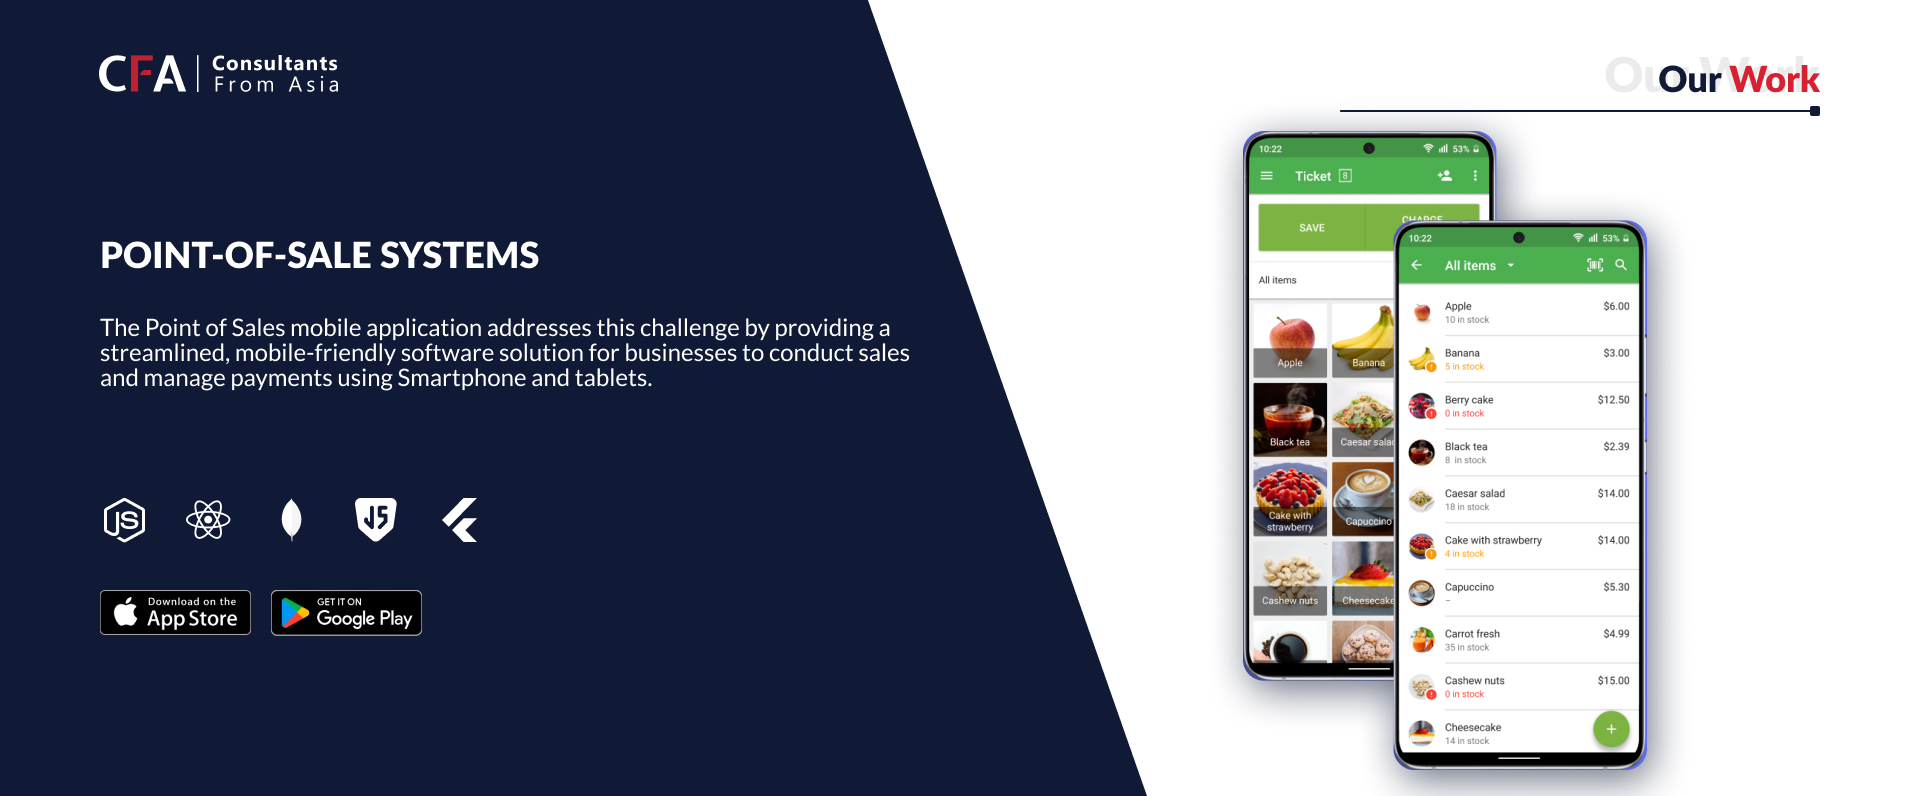 CFA
Consultants
From Asia
Our Work
Our Work
POINT-OF-SALE SYSTEMS
The Point of Sales mobile application addresses this challenge by providing a
streamlined, mobile-friendly software solution for businesses to conduct sales
and manage payments using Smartphone and tablets.
JS
JS
Download on the
App Store
GET IT ON
Google Play
10:22
53%
Ticket 8
SAVE
CHARGE
All items
Apple
Banana
Black tea
Caesar salad
Cake with
strawberry
Capuccino
Cashew nuts
Cheesecake
10:22
53%
All items
Apple $6.00
10 in stock
Banana $3.00
5 in stock
Berry cake $12.50
0 in stock
Black tea $2.39
8 in stock
Caesar salad $14.00
18 in stock
Cake with strawberry $14.00
4 in stock
Capuccino $5.30
–
Carrot fresh $4.99
35 in stock
Cashew nuts $15.00
0 in stock
Cheesecake
14 in stock